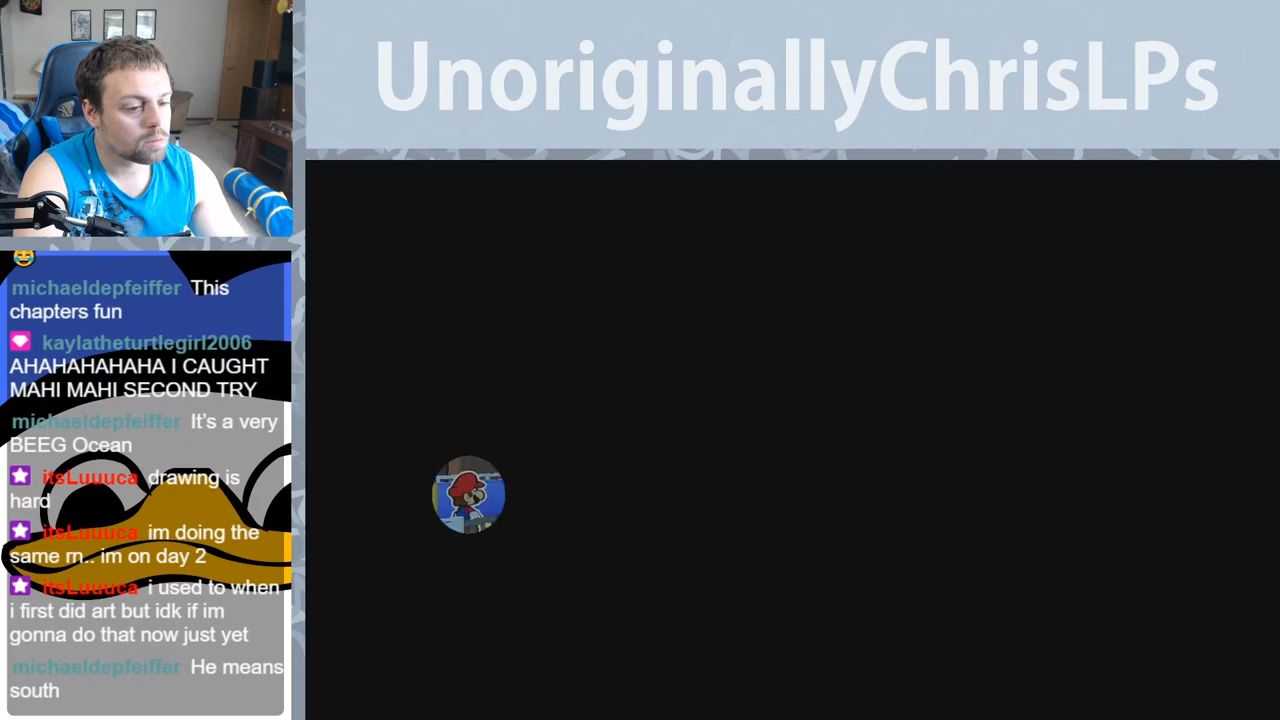 UnoriginallyChrisLPs
michaeldepfeiffer This
chapters fun
kaylatheturtlegirl2006
AHAHAHAHAHA I CAUGHT
MAHI MAHI SECOND TRY
michaeldepfeiffer It's a very
BEEG Ocean
itsLuuuca drawing is
hard
itsLuuuca im doing the
same rn.. im on day 2
itsLuuuca i used to when
i first did art but idk if im
gonna do that now just yet
michaeldepfeiffer He means
south